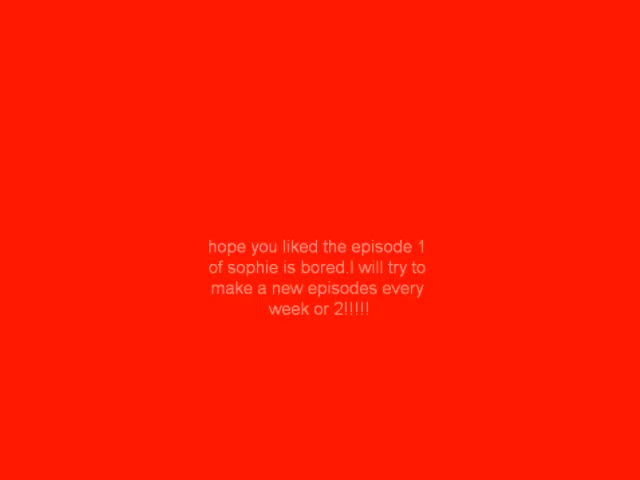 hope you liked the episode 1
of sophie is bored.I will try to
make a new episodes every
week or 2!!!!!